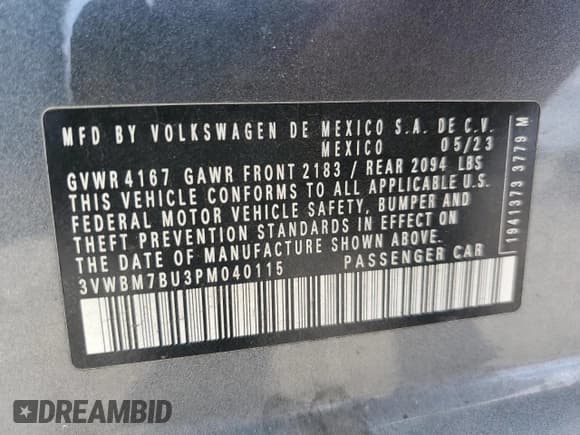 MFD BY VOLKSWAGEN DE MEXICO S.A. DE C.V.
MEXICO 05/23
GVWR 4167 GAWR FRONT 2183 / REAR 2094 LBS
THIS VEHICLE CONFORMS TO ALL APPLICABLE U.S.
FEDERAL MOTOR VEHICLE SAFETY, BUMPER AND
THEFT PREVENTION STANDARDS IN EFFECT ON
THE DATE OF MANUFACTURE SHOWN ABOVE.
3VWBM7BU3PM040115 PASSENGER CAR
1941373 3779 M
DREAMBID